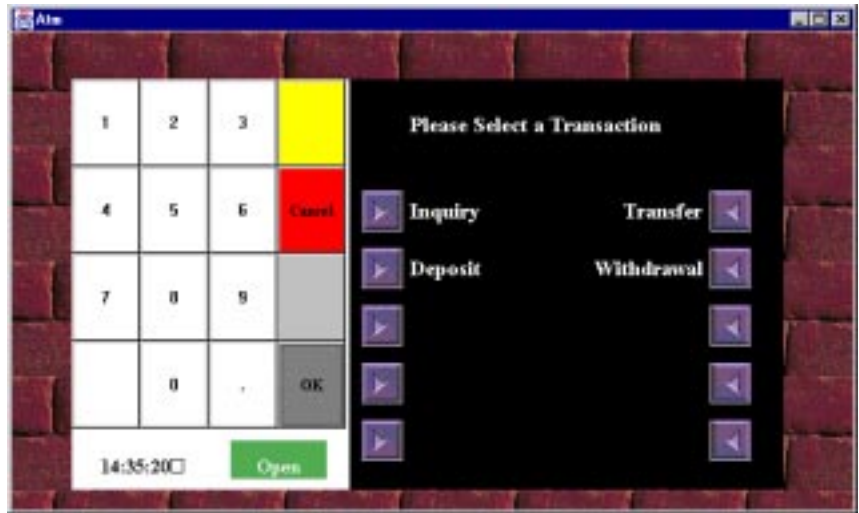 Atm
Please Select a Transaction
1 2 3
4 5 6 Cancel
Inquiry Transfer
Deposit Withdrawal
7 8 9
0 . OK
14:35:20□ Open